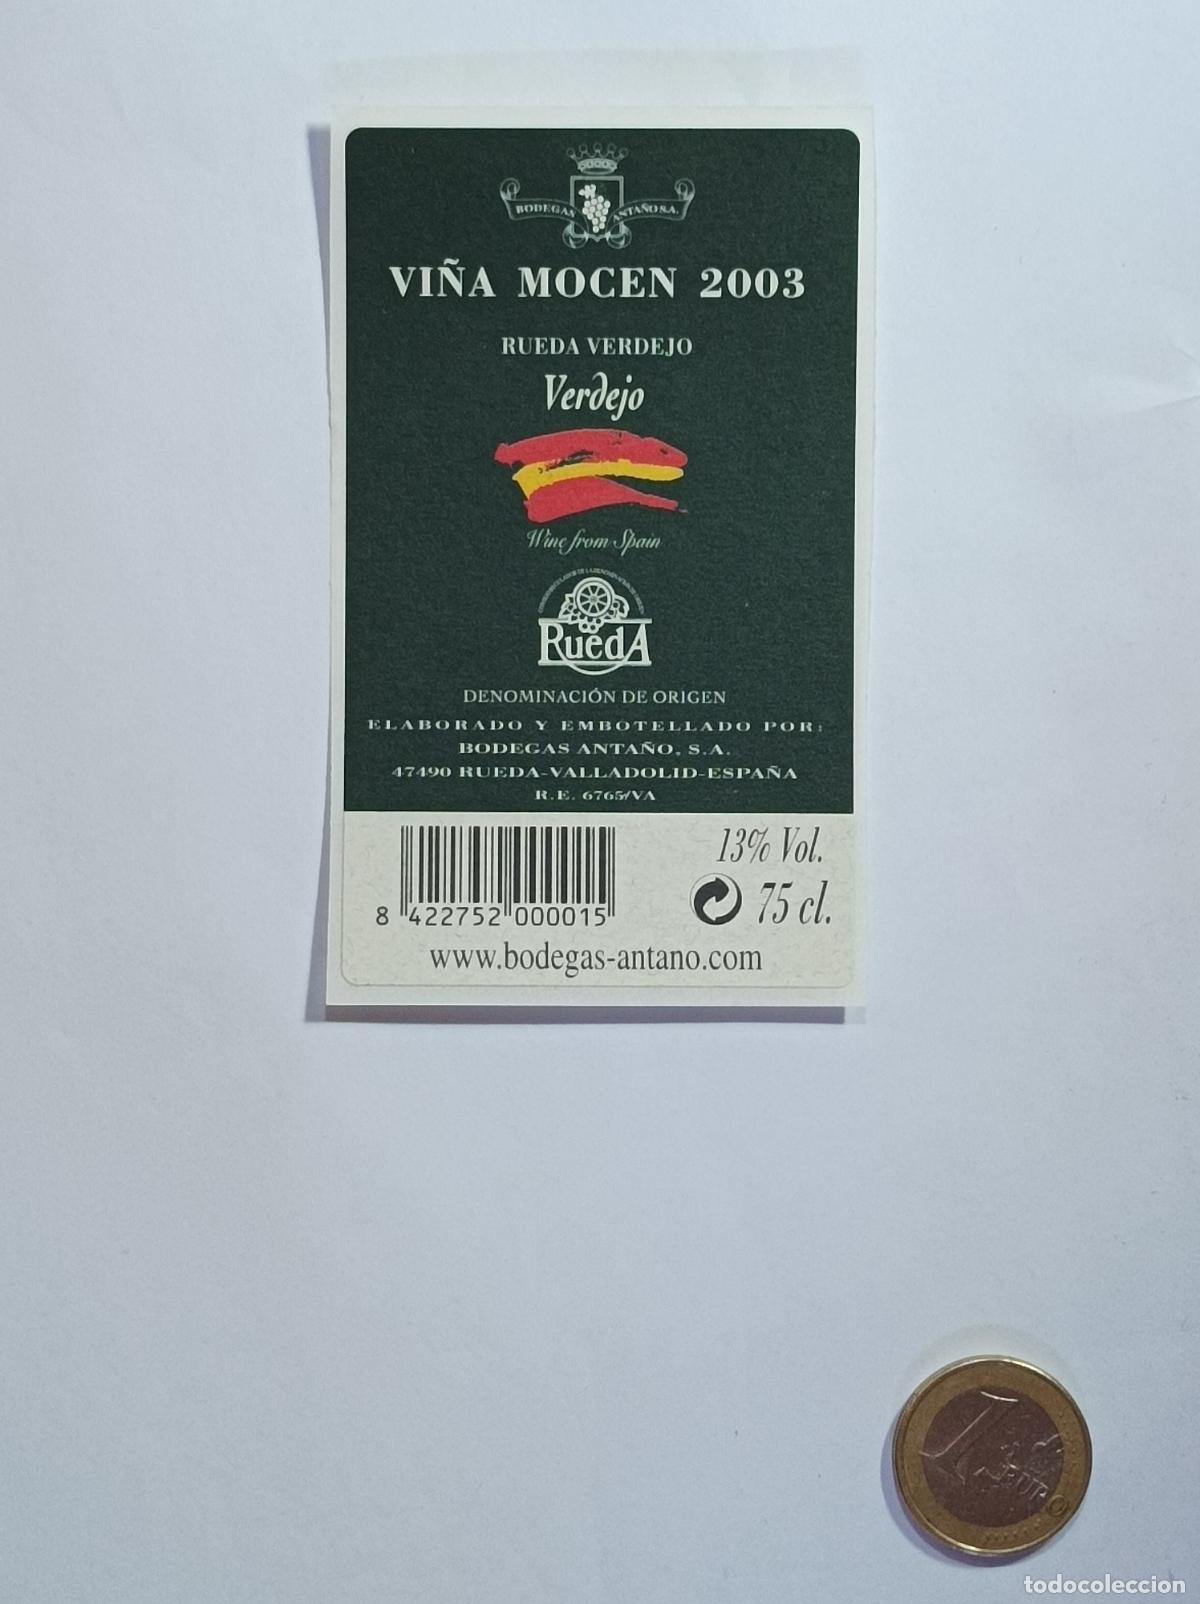 BODEGAS ANTAÑO S.A.
VIÑA MOCEN 2003
RUEDA VERDEJO
Verdejo
Wine from Spain
RuedA
DENOMINACIÓN DE ORIGEN
ELABORADO Y EMBOTELLADO POR:
BODEGAS ANTAÑO, S.A.
47490 RUEDA-VALLADOLID-ESPAÑA
R.E. 6765/VA
13% Vol.
75 cl.
8 422752 000015
www.bodegas-antano.com
1 EURO
todocoleccion